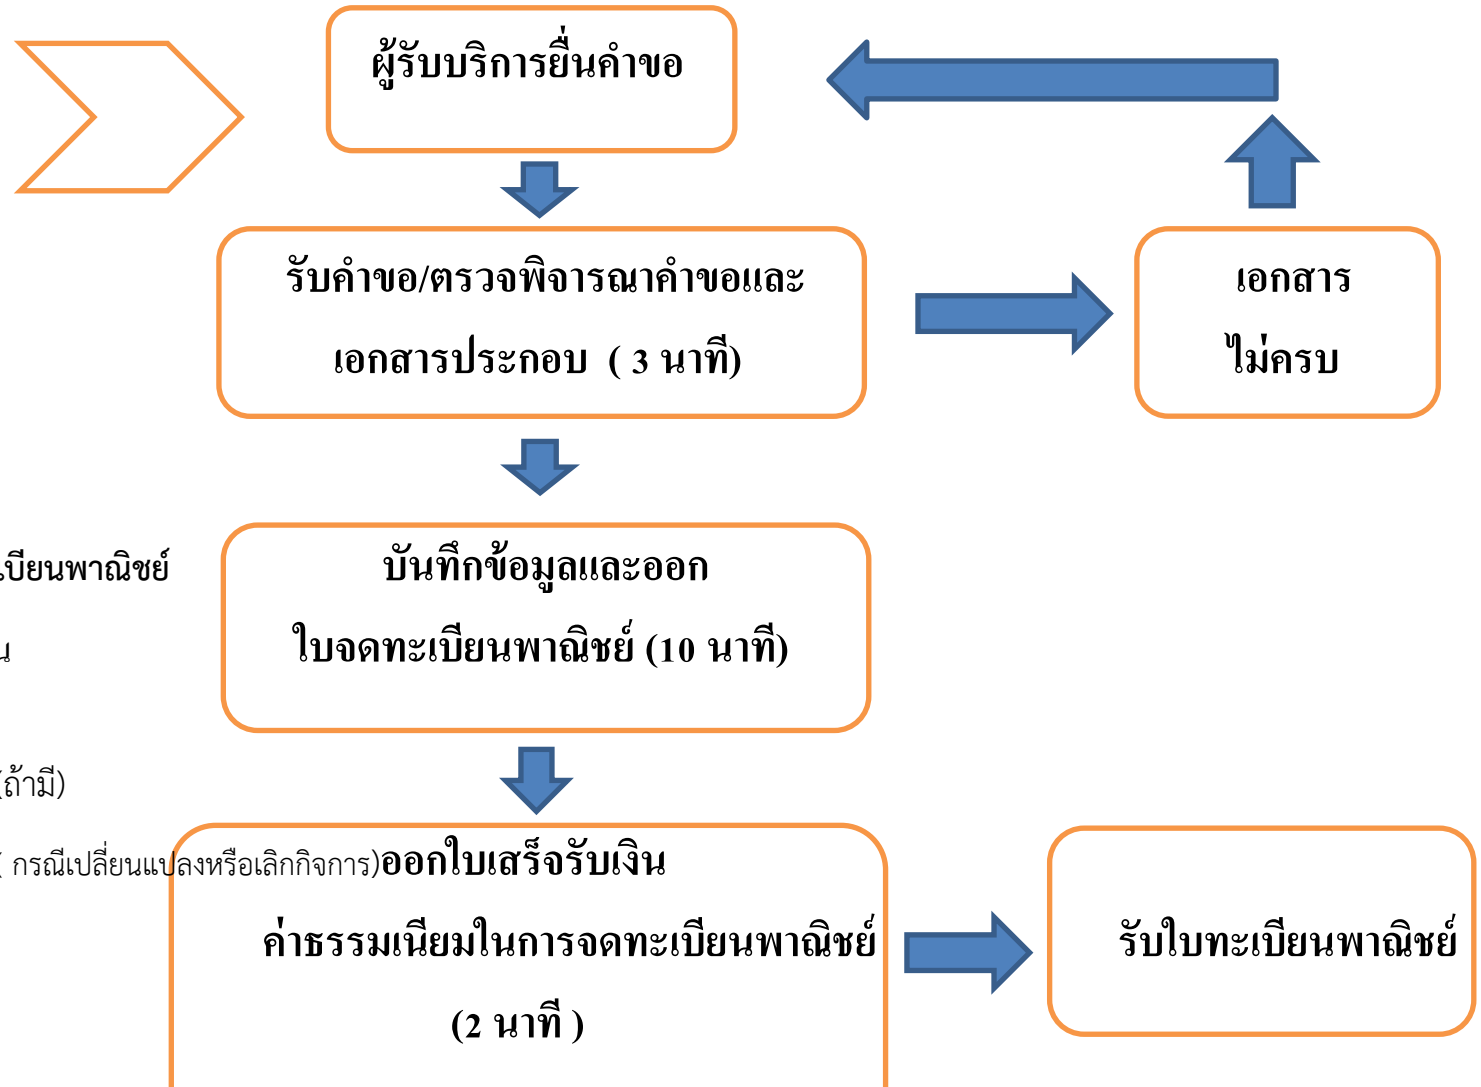 ผู้รับบริการยื่นคำขอ
รับคำขอ/ตรวจพิจารณาคำขอและ
เอกสารประกอบ ( 3 นาที)
เอกสาร
ไม่ครบ
บันทึกข้อมูลและออก
ใบจดทะเบียนพาณิชย์ (10 นาที)
เบียนพาณิชย์
น
(ถ้ามี)
( กรณีเปลี่ยนแปลงหรือเลิกกิจการ)
ออกใบเสร็จรับเงิน
ค่าธรรมเนียมในการจดทะเบียนพาณิชย์
(2 นาที )
รับใบทะเบียนพาณิชย์